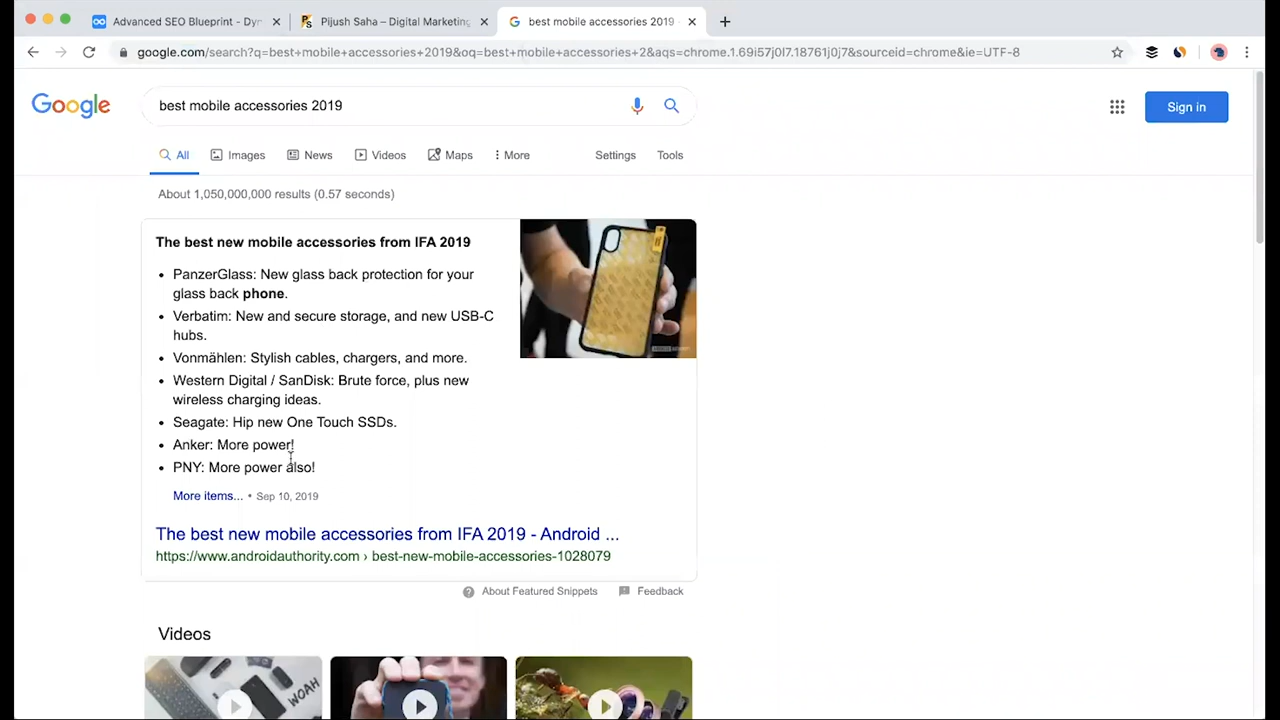 Advanced SEO Blueprint - Dyn
Pijush Saha – Digital Marketing
best mobile accessories 2019 -
google.com/search?q=best+mobile+accessories+2019&oq=best+mobile+accessories+2&aqs=chrome.1.69i57j0l7.18761j0j7&sourceid=chrome&ie=UTF-8
Google
best mobile accessories 2019
Sign in
All
Images
News
Videos
Maps
More
Settings
Tools
About 1,050,000,000 results (0.57 seconds)
The best new mobile accessories from IFA 2019
• PanzerGlass: New glass back protection for your
glass back phone.
• Verbatim: New and secure storage, and new USB-C
hubs.
• Vonmählen: Stylish cables, chargers, and more.
• Western Digital / SanDisk: Brute force, plus new
wireless charging ideas.
• Seagate: Hip new One Touch SSDs.
• Anker: More power!
• PNY: More power also!
More items... • Sep 10, 2019
The best new mobile accessories from IFA 2019 - Android ...
https://www.androidauthority.com › best-new-mobile-accessories-1028079
About Featured Snippets
Feedback
Videos
WOAH